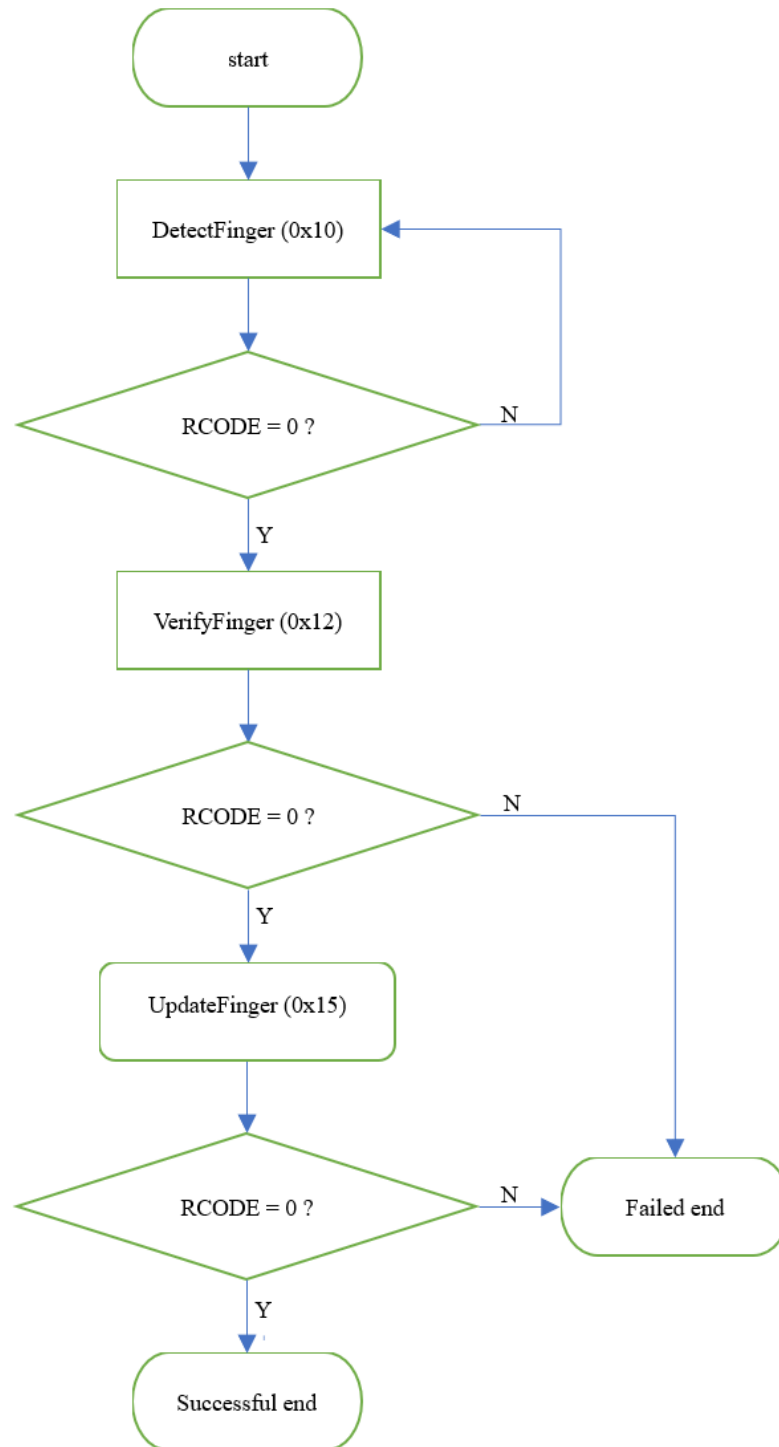 start
DetectFinger (0x10)
RCODE = 0 ?
N
Y
VerifyFinger (0x12)
RCODE = 0 ?
N
Y
UpdateFinger (0x15)
RCODE = 0 ?
N
Failed end
Y
Successful end